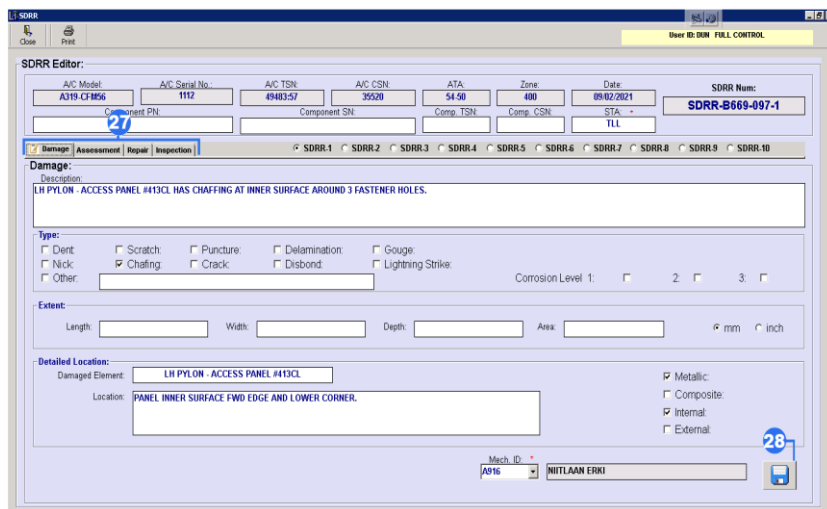 SDRR
Close Print
User ID: DUN FULL CONTROL
SDRR Editor:
A/C Model: A/C Serial No.: A/C TSN: A/C CSN: ATA: Zone: Date: SDRR Num:
A319-CFM56 1112 49483:57 35520 54-50 400 09/02/2021 SDRR-B669-097-1
Component PN: Component SN: Comp. TSN: Comp. CSN: STA: *
TLL
27
Damage Assessment Repair Inspection SDRR-1 SDRR-2 SDRR-3 SDRR-4 SDRR-5 SDRR-6 SDRR-7 SDRR-8 SDRR-9 SDRR-10
Damage:
Description:
LH PYLON - ACCESS PANEL #413CL HAS CHAFFING AT INNER SURFACE AROUND 3 FASTENER HOLES.
Type:
Dent: Scratch: Puncture: Delamination: Gouge:
Nick: Chafing: Crack: Disbond: Lightning Strike:
Other: Corrosion Level 1: 2: 3:
Extent:
Length: Width: Depth: Area: mm inch
Detailed Location:
Damaged Element: LH PYLON - ACCESS PANEL #413CL Metallic:
Location: PANEL INNER SURFACE FWD EDGE AND LOWER CORNER. Composite:
Internal:
External:
28
Mech. ID: *
A916 NIITLAAN ERKI